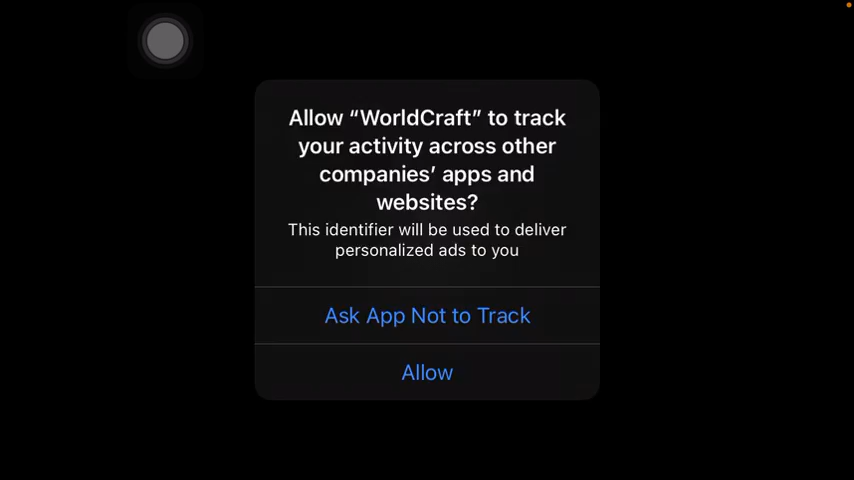 Allow “WorldCraft” to track
your activity across other
companies’ apps and
websites?
This identifier will be used to deliver
personalized ads to you
Ask App Not to Track
Allow